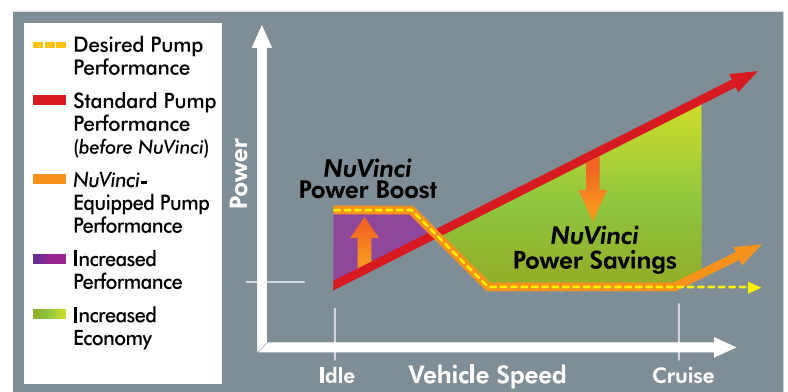 Desired Pump
Performance
Standard Pump
Performance
(before NuVinci)
NuVinci-
Equipped Pump
Performance
Increased
Performance
Increased
Economy
Power
NuVinci
Power Boost
NuVinci
Power Savings
Idle
Vehicle Speed
Cruise